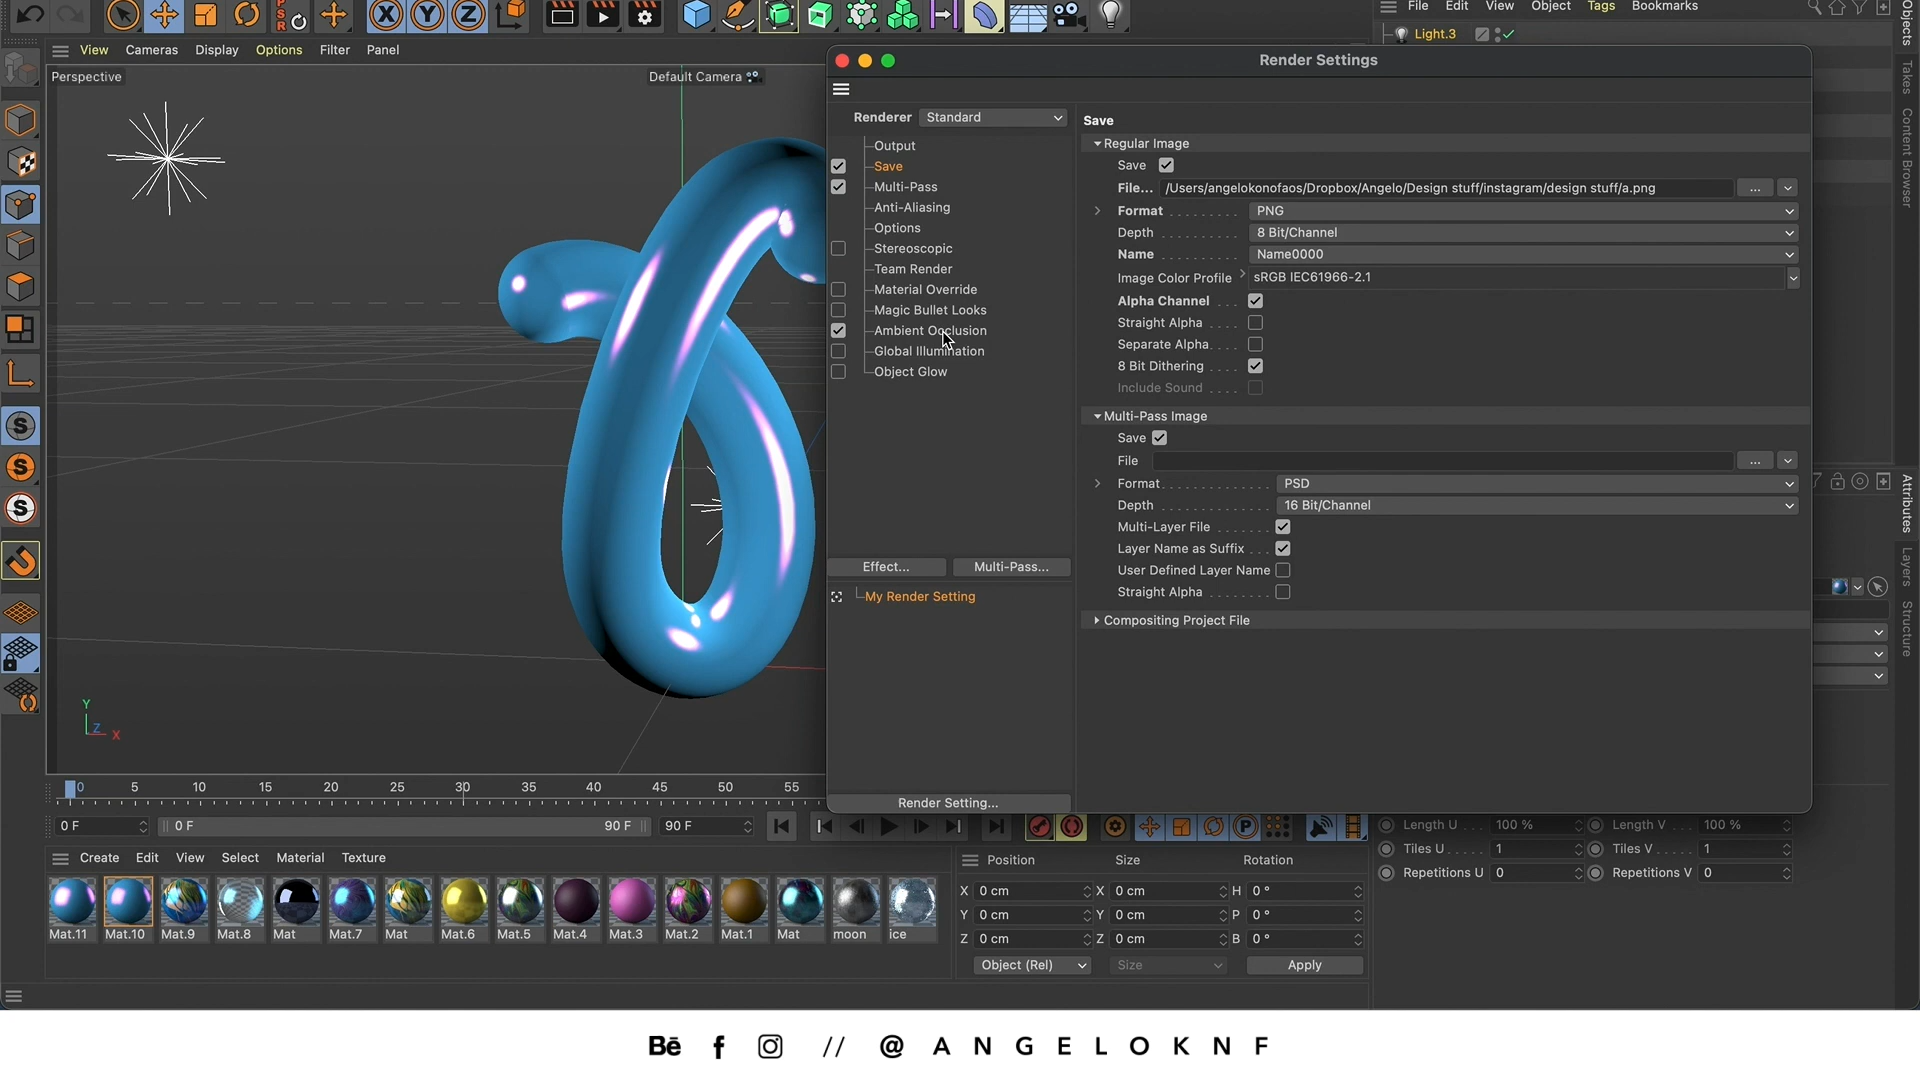 File Edit View Object Tags Bookmarks
Light.3
View Cameras Display Options Filter Panel
Perspective
Default Camera
Render Settings
Renderer Standard
Output
Save
Multi-Pass
Anti-Aliasing
Options
Stereoscopic
Team Render
Material Override
Magic Bullet Looks
Ambient Occlusion
Global Illumination
Object Glow
Effect... Multi-Pass...
My Render Setting
Render Setting...
Save
Regular Image
Save
File... /Users/angelokonofaos/Dropbox/Angelo/Design stuff/instagram/design stuff/a.png ...
Format PNG
Depth 8 Bit/Channel
Name Name0000
Image Color Profile sRGB IEC61966-2.1
Alpha Channel
Straight Alpha
Separate Alpha
8 Bit Dithering
Include Sound
Multi-Pass Image
Save
File ...
Format PSD
Depth 16 Bit/Channel
Multi-Layer File
Layer Name as Suffix
User Defined Layer Name
Straight Alpha
Compositing Project File
Objects
Takes
Content Browser
Attributes
Layers
Structure
PSR
X Y Z
S
S
S
Y
Z X
0 5 10 15 20 25 30 35 40 45 50 55
0 F 0 F 90 F 90 F
P
Create Edit View Select Material Texture
Mat.11 Mat.10 Mat.9 Mat.8 Mat Mat.7 Mat Mat.6 Mat.5 Mat.4 Mat.3 Mat.2 Mat.1 Mat moon ice
Position Size Rotation
X 0 cm X 0 cm H 0 °
Y 0 cm Y 0 cm P 0 °
Z 0 cm Z 0 cm B 0 °
Object (Rel) Size Apply
Length U 100 % Length V 100 %
Tiles U 1 Tiles V 1
Repetitions U 0 Repetitions V 0
Bē f // @ A N G E L O K N F